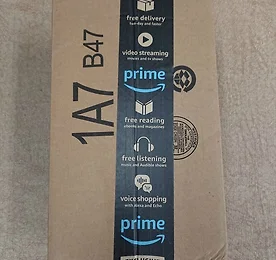 1A7 B47
free delivery
two-day and faster
video streaming
movies and tv shows
prime
free reading
ebooks and magazines
free listening
music and Audible shows
voice shopping
with Alexa and Echo
prime